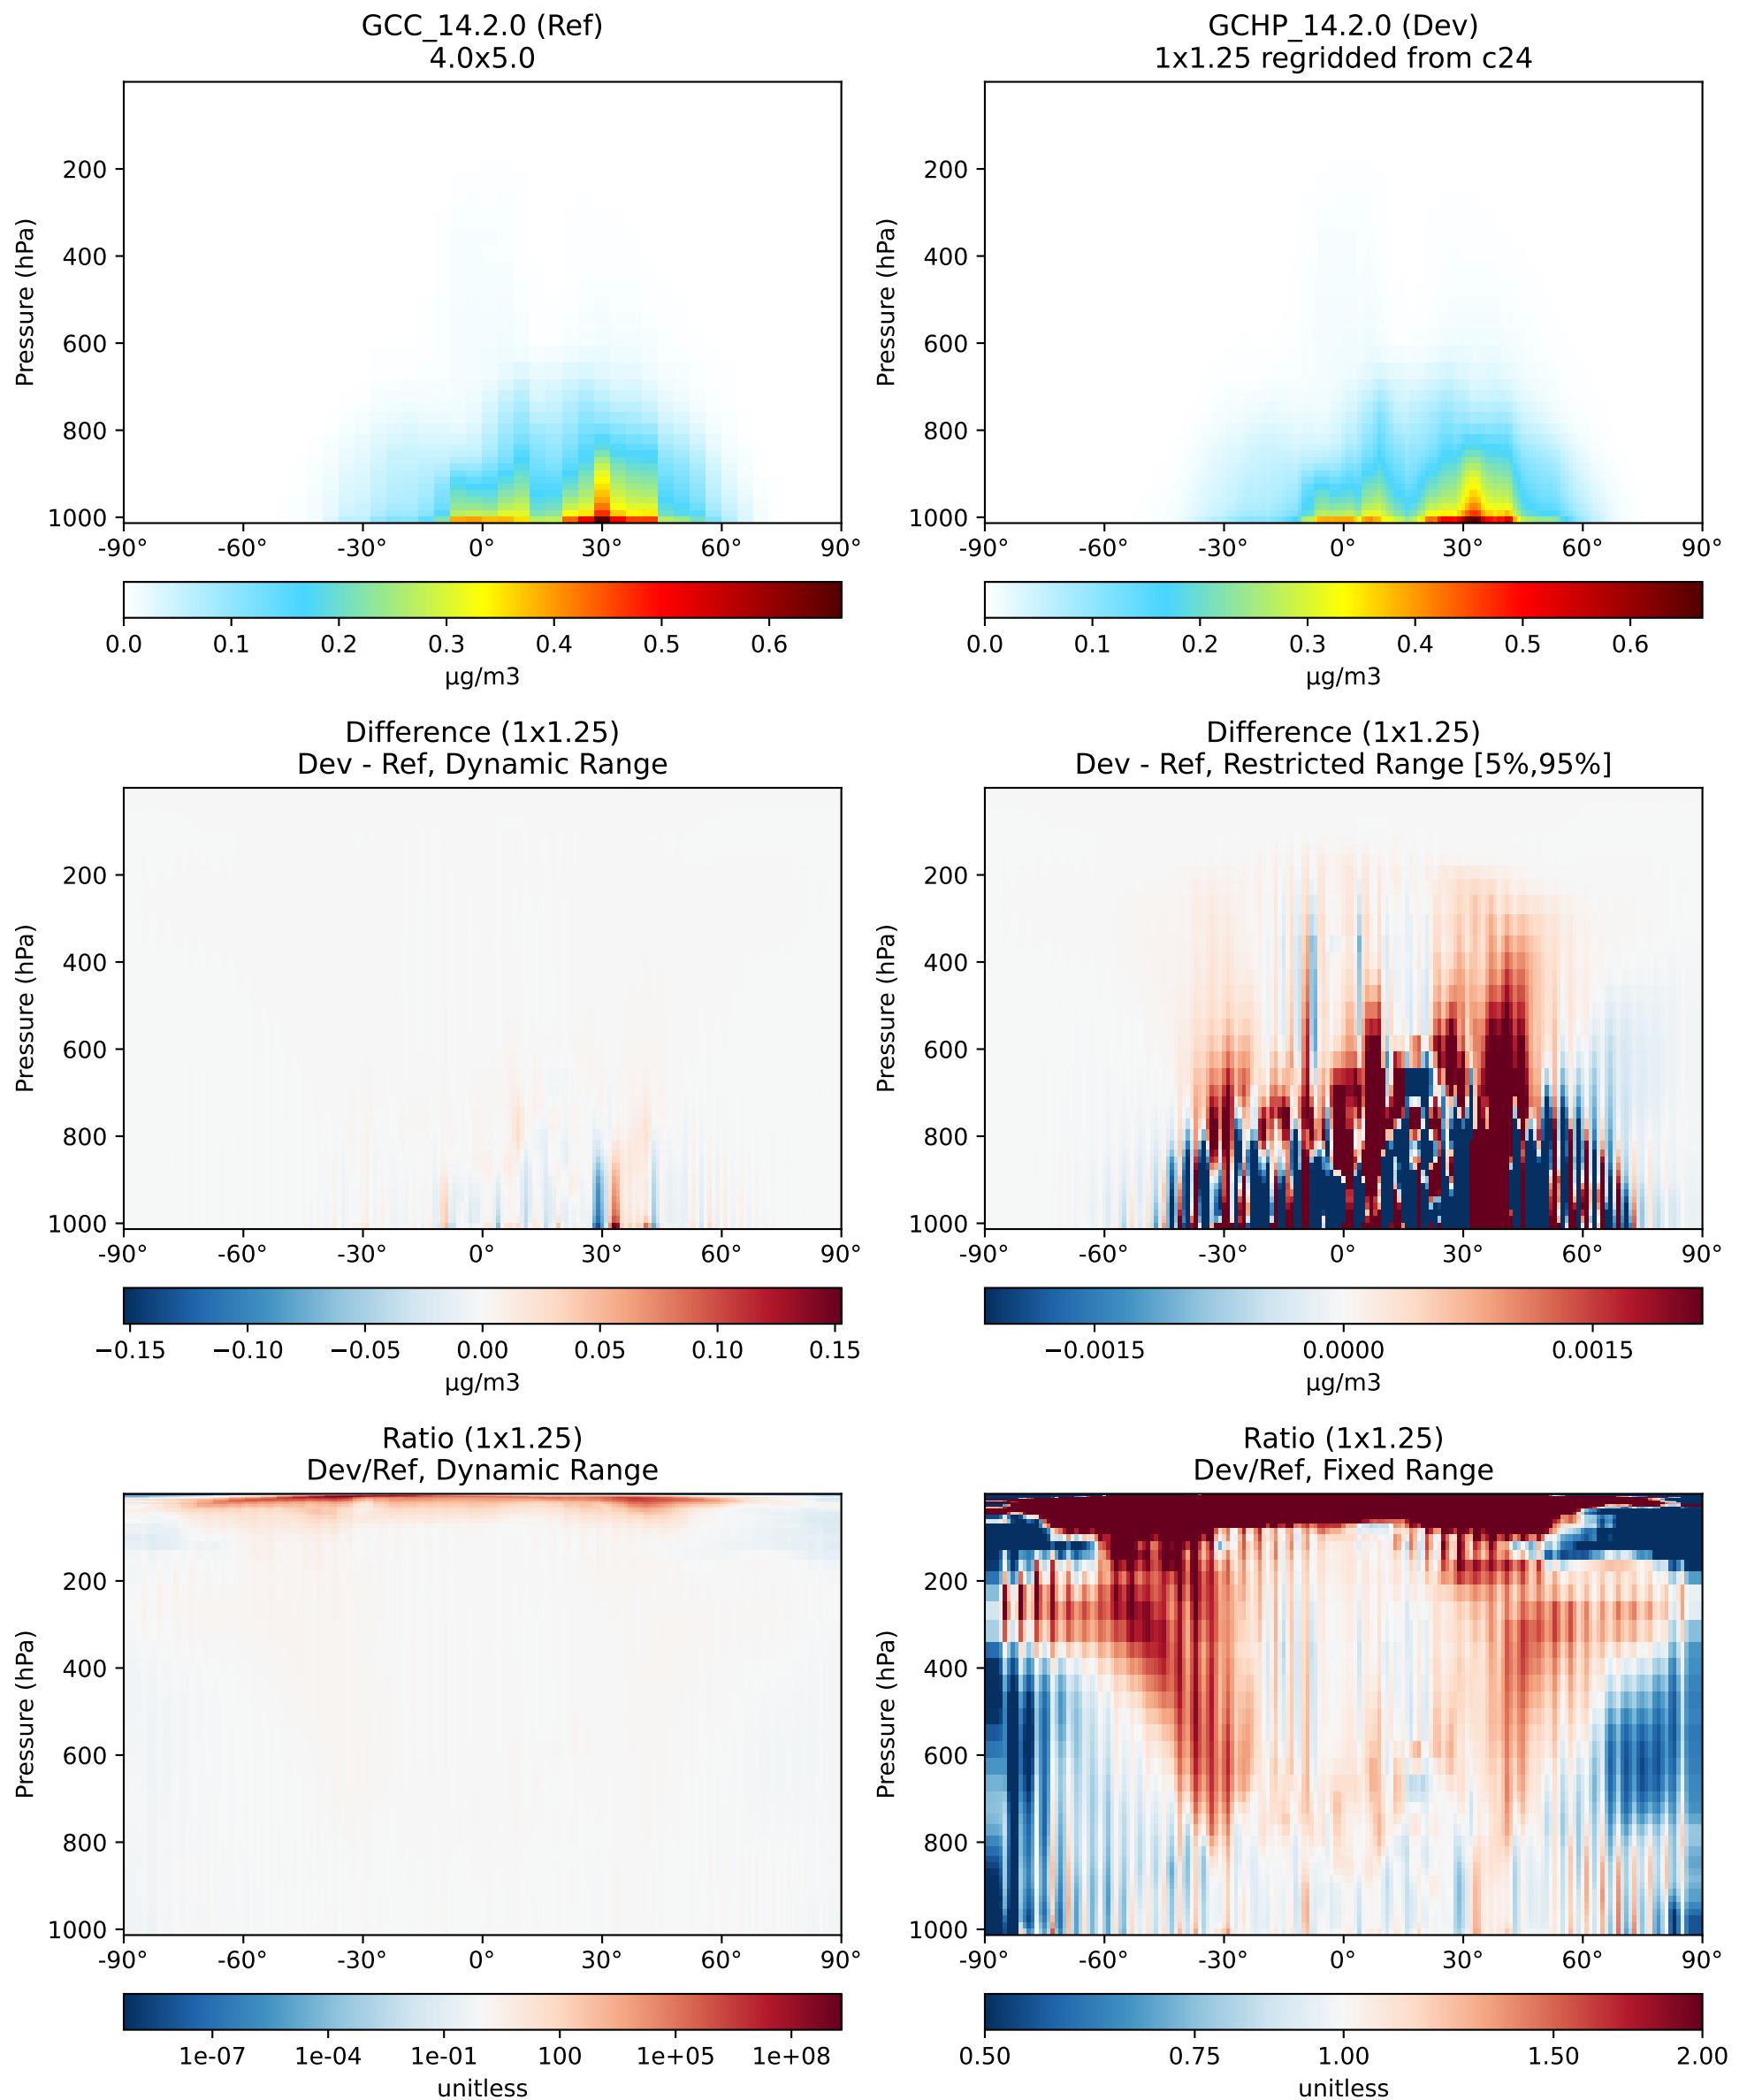 GCC_14.2.0 (Ref)
4.0x5.0
Pressure (hPa)
200
400
600
800
1000
-90° -60° -30° 0° 30° 60° 90°
0.0 0.1 0.2 0.3 0.4 0.5 0.6
µg/m3
GCHP_14.2.0 (Dev)
1x1.25 regridded from c24
Pressure (hPa)
200
400
600
800
1000
-90° -60° -30° 0° 30° 60° 90°
0.0 0.1 0.2 0.3 0.4 0.5 0.6
µg/m3
Difference (1x1.25)
Dev - Ref, Dynamic Range
Pressure (hPa)
200
400
600
800
1000
-90° -60° -30° 0° 30° 60° 90°
−0.15 −0.10 −0.05 0.00 0.05 0.10 0.15
µg/m3
Difference (1x1.25)
Dev - Ref, Restricted Range [5%,95%]
Pressure (hPa)
200
400
600
800
1000
-90° -60° -30° 0° 30° 60° 90°
−0.0015 0.0000 0.0015
µg/m3
Ratio (1x1.25)
Dev/Ref, Dynamic Range
Pressure (hPa)
200
400
600
800
1000
-90° -60° -30° 0° 30° 60° 90°
1e-07 1e-04 1e-01 100 1e+05 1e+08
unitless
Ratio (1x1.25)
Dev/Ref, Fixed Range
Pressure (hPa)
200
400
600
800
1000
-90° -60° -30° 0° 30° 60° 90°
0.50 0.75 1.00 1.50 2.00
unitless